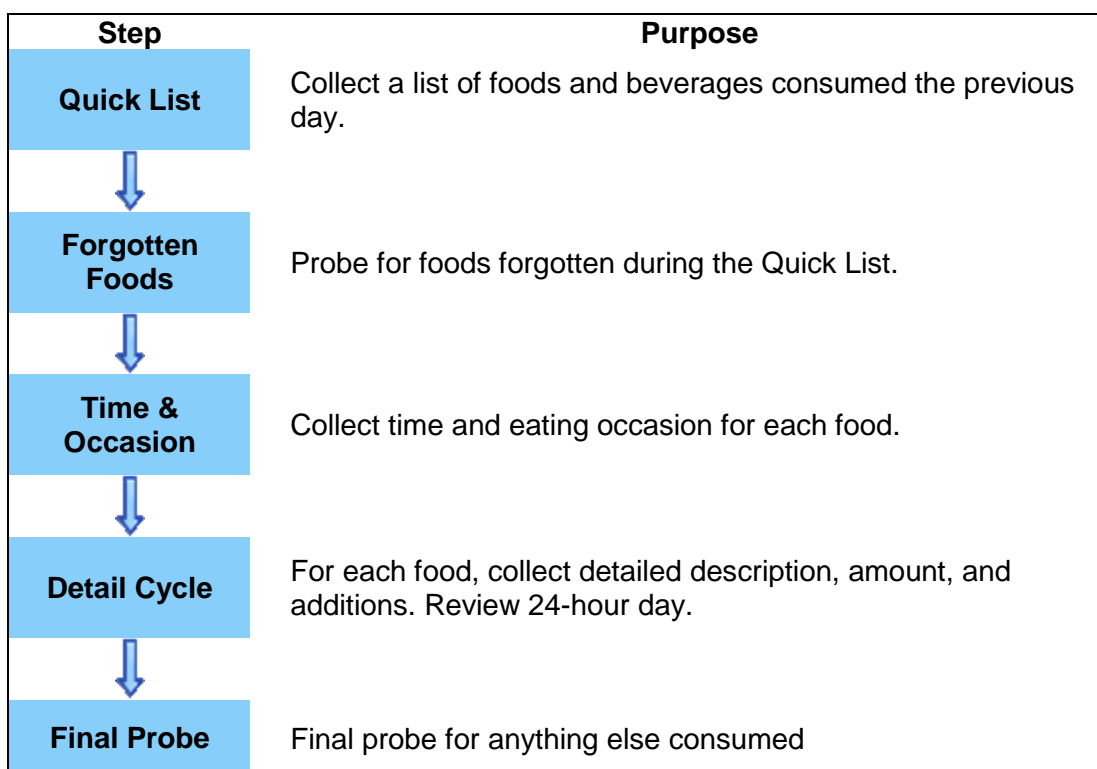 Step Purpose
Quick List
Collect a list of foods and beverages consumed the previous
day.
Forgotten
Foods
Probe for foods forgotten during the Quick List.
Time &
Occasion
Collect time and eating occasion for each food.
Detail Cycle
For each food, collect detailed description, amount, and
additions. Review 24-hour day.
Final Probe
Final probe for anything else consumed